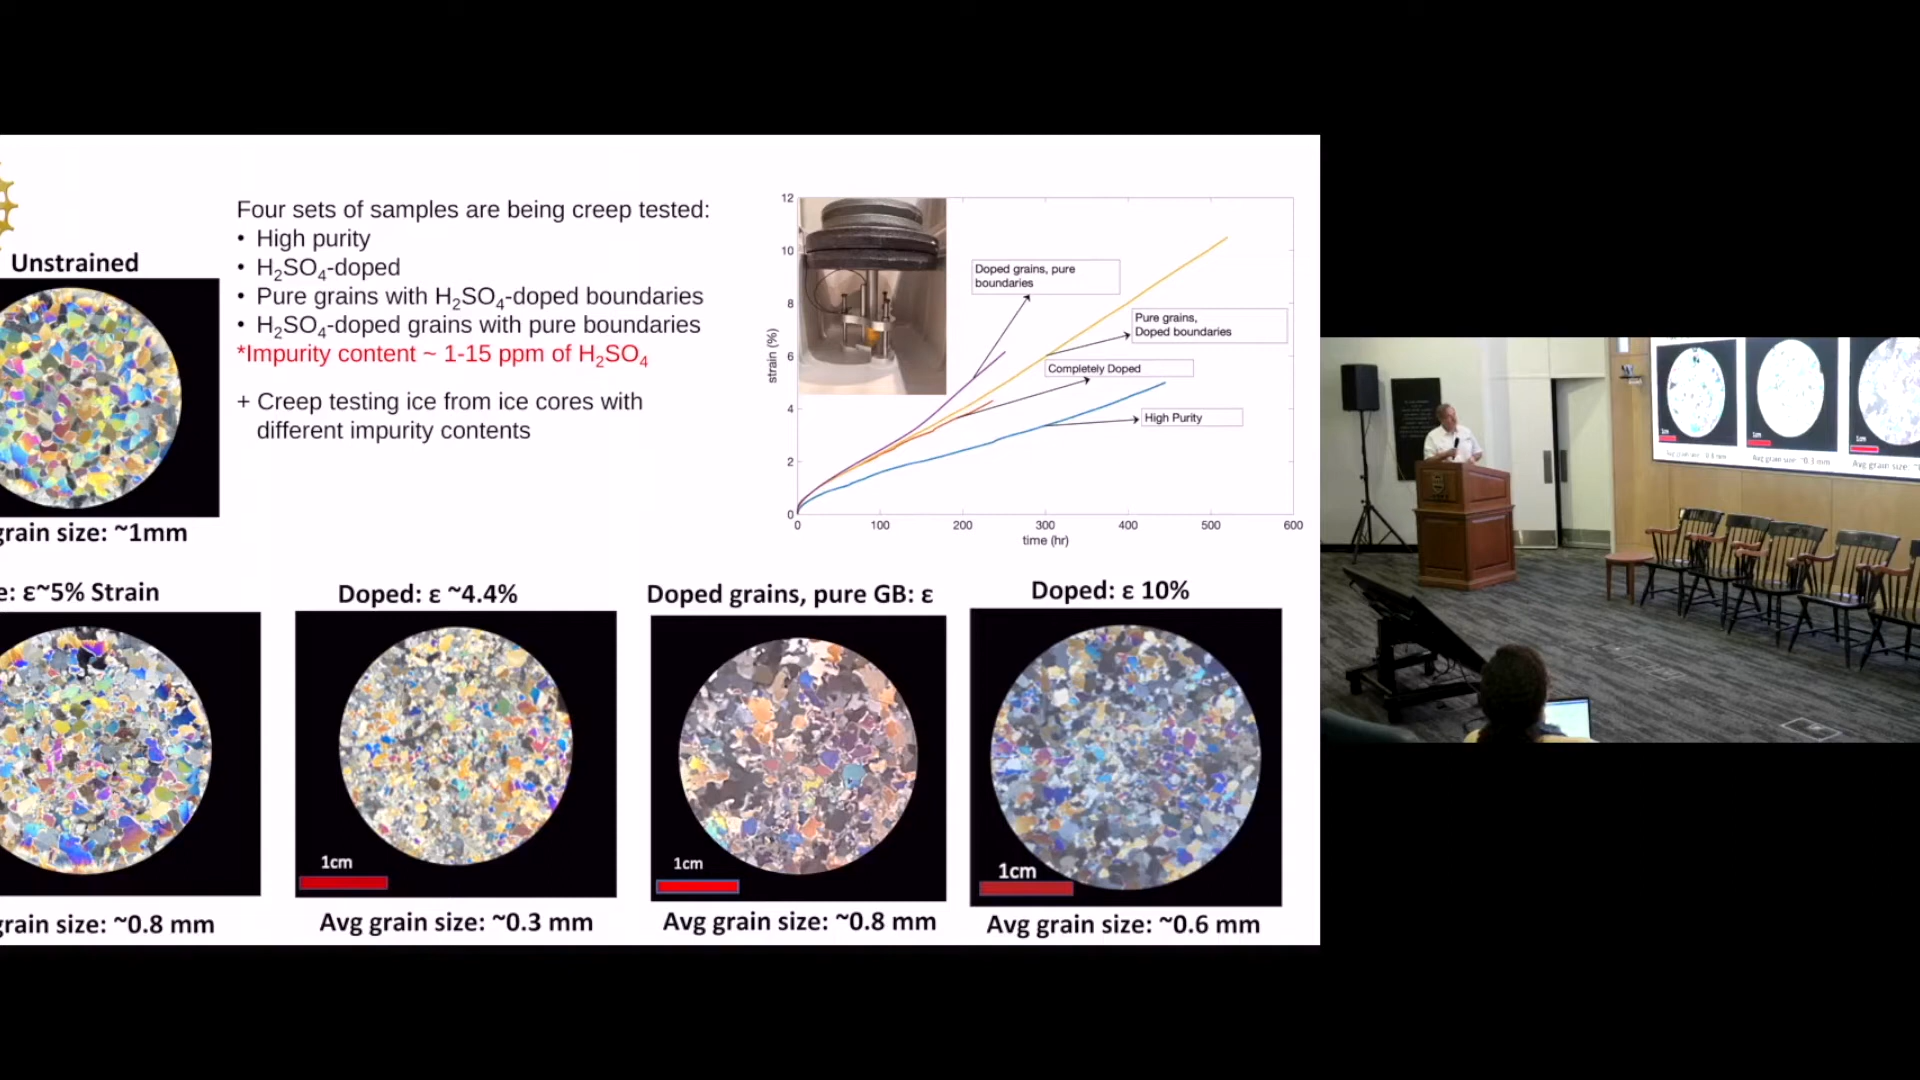 Four sets of samples are being creep tested:
• High purity
• H₂SO₄-doped
• Pure grains with H₂SO₄-doped boundaries
• H₂SO₄-doped grains with pure boundaries
*Impurity content ~ 1-15 ppm of H₂SO₄
+ Creep testing ice from ice cores with
different impurity contents
Unstrained
grain size: ~1mm
12
10
8
6
4
2
0
strain (%)
Doped grains, pure
boundaries
Pure grains,
Doped boundaries
Completely Doped
High Purity
0 100 200 300 400 500 600
time (hr)
e: ε~5% Strain
Doped: ε ~4.4%
Doped grains, pure GB: ε
Doped: ε 10%
1cm
1cm
1cm
grain size: ~0.8 mm
Avg grain size: ~0.3 mm
Avg grain size: ~0.8 mm
Avg grain size: ~0.6 mm